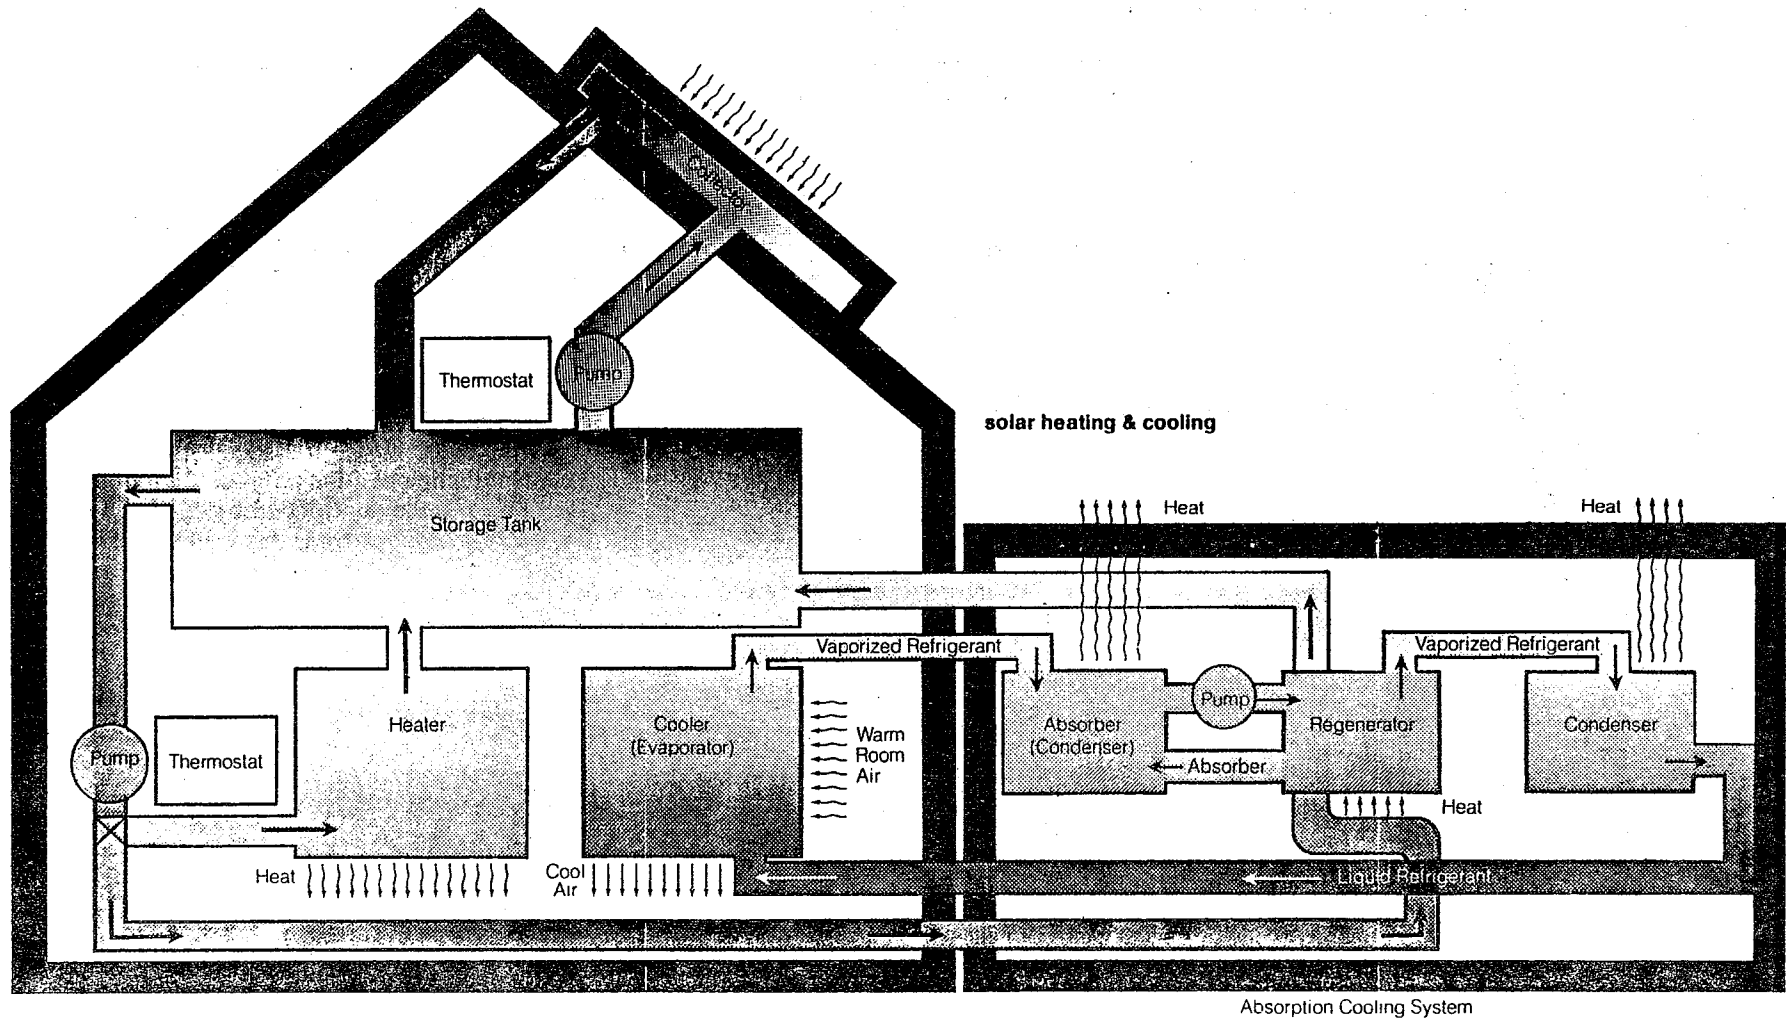 Collector
Thermostat
Pump
solar heating & cooling
Storage Tank
Heat
Heat
Vaporized Refrigerant
Vaporized Refrigerant
Pump
Thermostat
Heater
Cooler
(Evaporator)
Warm
Room
Air
Absorber
(Condenser)
Pump
Regenerator
Condenser
Absorber
Heat
Heat
Cool
Air
Liquid Refrigerant
Absorption Cooling System